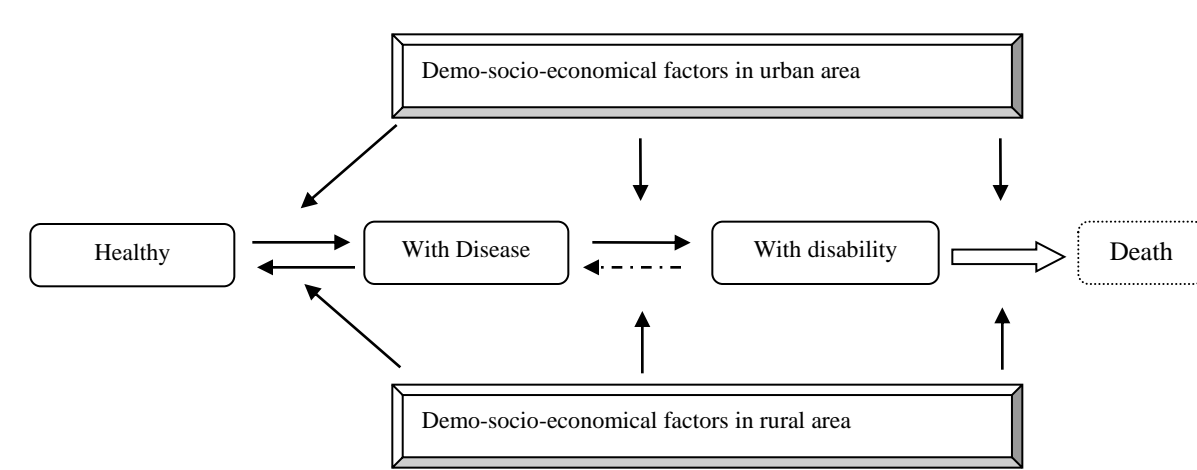 Demo-socio-economical factors in urban area
Healthy
With Disease
With disability
Death
Demo-socio-economical factors in rural area